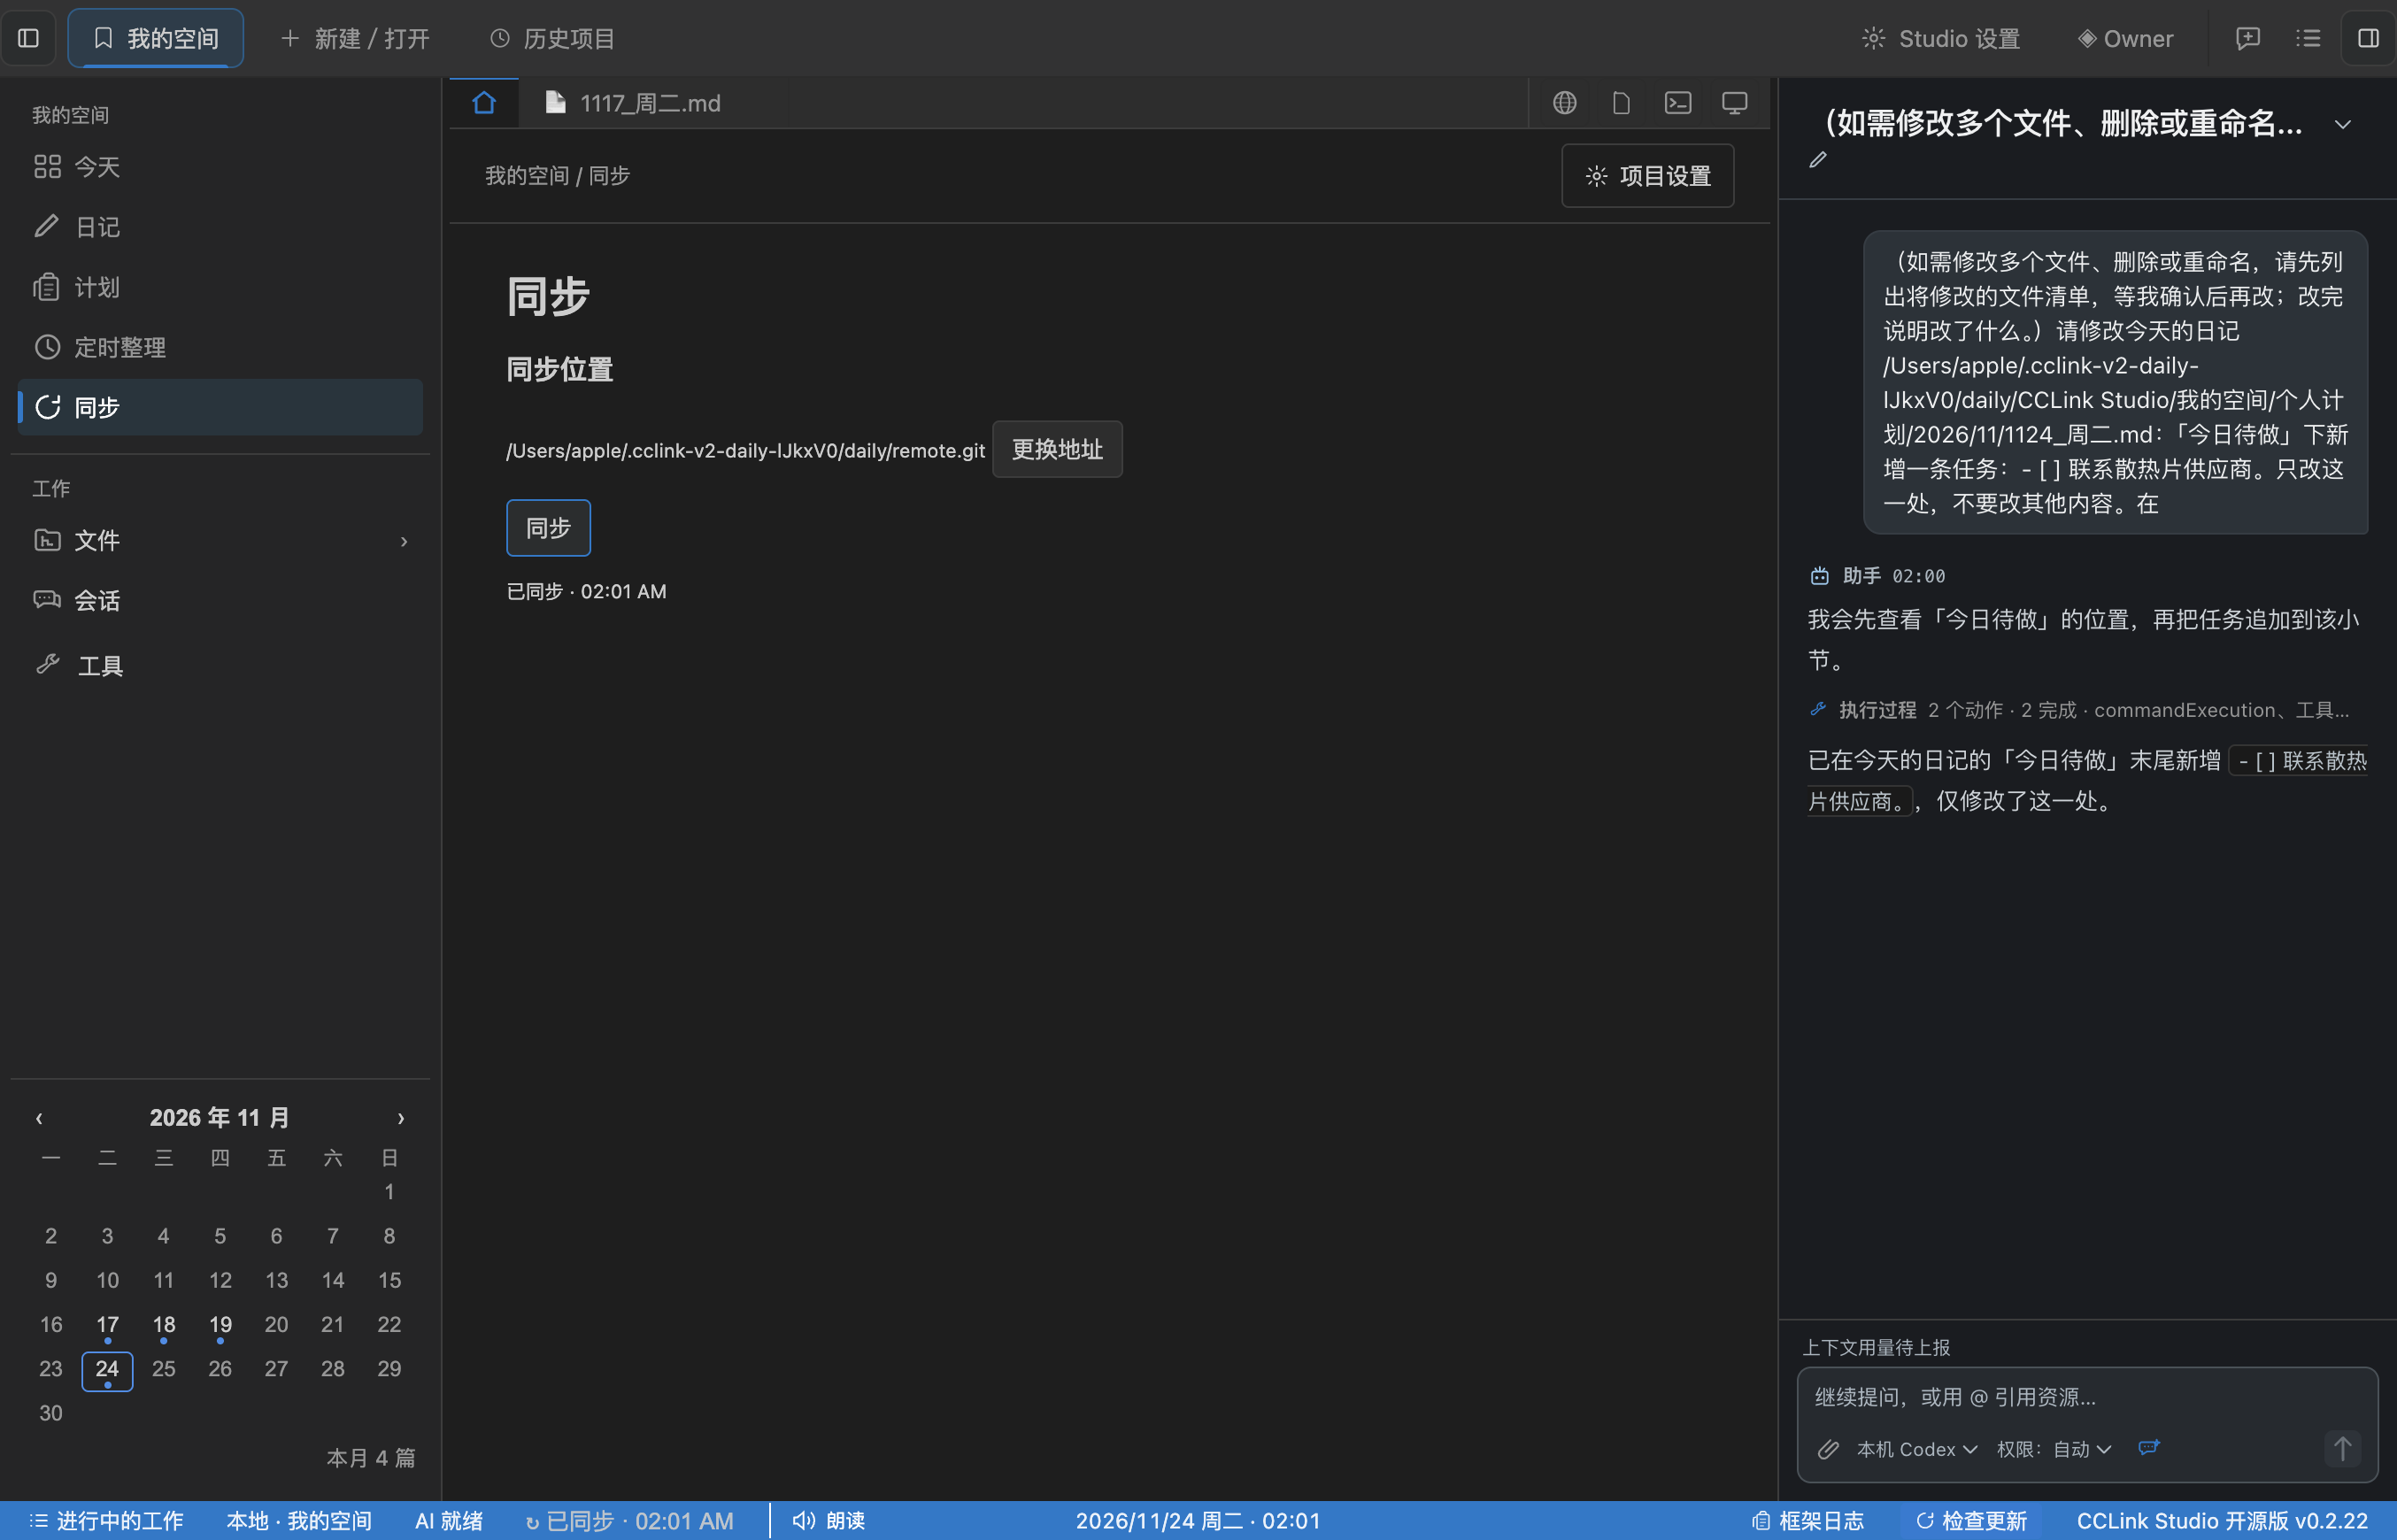 我的空间
新建 / 打开
历史项目
Studio 设置
Owner
我的空间
今天
日记
计划
定时整理
同步
工作
文件
会话
工具
2026 年 11 月
一 二 三 四 五 六 日
1
2 3 4 5 6 7 8
9 10 11 12 13 14 15
16 17 18 19 20 21 22
23 24 25 26 27 28 29
30
本月 4 篇
1117_周二.md
我的空间 / 同步
项目设置
同步
同步位置
/Users/apple/.cclink-v2-daily-lJkxV0/daily/remote.git
更换地址
同步
已同步 · 02:01 AM
（如需修改多个文件、删除或重命名...
（如需修改多个文件、删除或重命名，请先列
出将修改的文件清单，等我确认后再改；改完
说明改了什么。）请修改今天的日记
/Users/apple/.cclink-v2-daily-
lJkxV0/daily/CCLink Studio/我的空间/个人计
划/2026/11/1124_周二.md：「今日待做」下新
增一条任务：- [ ] 联系散热片供应商。只改这
一处，不要改其他内容。在
助手 02:00
我会先查看「今日待做」的位置，再把任务追加到该小
节。
执行过程 2 个动作 · 2 完成 · commandExecution、工具...
已在今天的日记的「今日待做」末尾新增 - [ ] 联系散热
片供应商。，仅修改了这一处。
上下文用量待上报
继续提问，或用 @ 引用资源...
本机 Codex 权限：自动
进行中的工作
本地 · 我的空间
AI 就绪
已同步 · 02:01 AM
朗读
2026/11/24 周二 · 02:01
框架日志
检查更新
CCLink Studio 开源版 v0.2.22